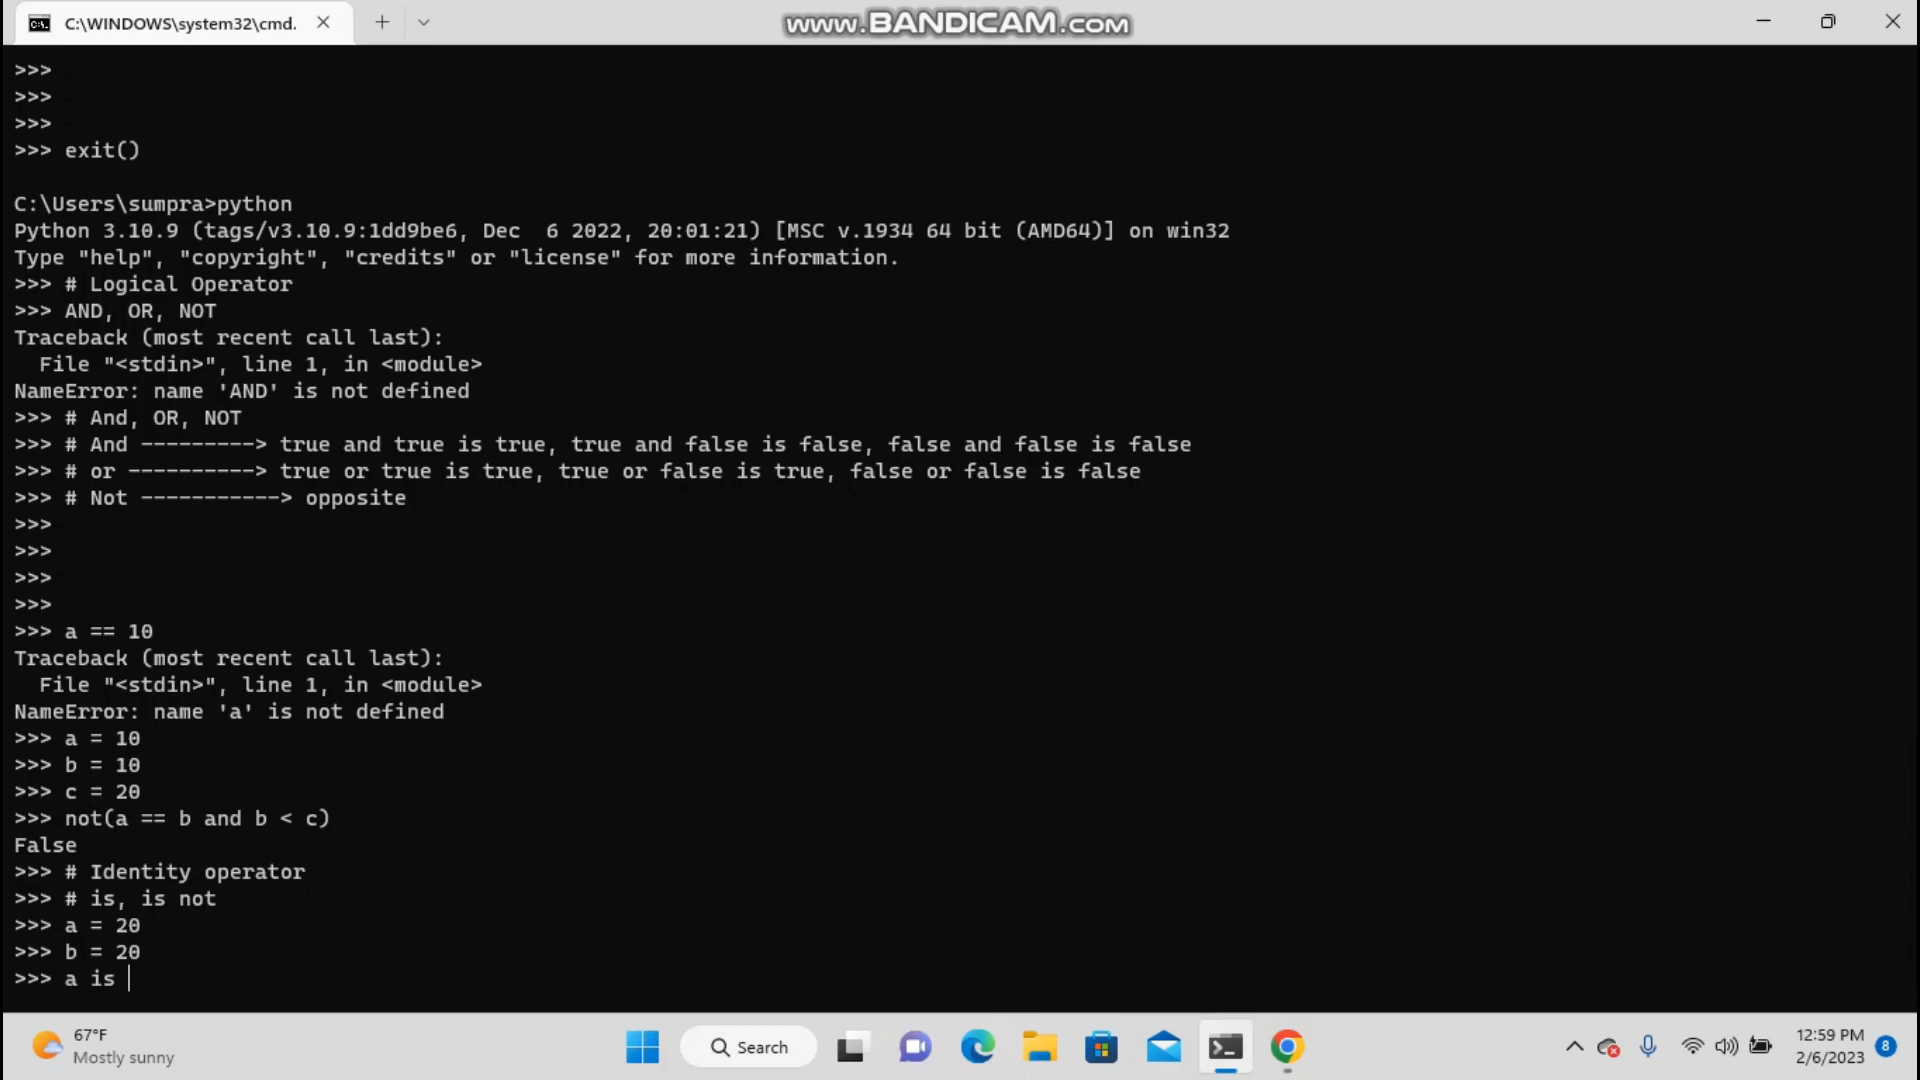 C:\WINDOWS\system32\cmd.
www.BANDICAM.com
>>>
>>>
>>>
>>> exit()
C:\Users\sumpra>python
Python 3.10.9 (tags/v3.10.9:1dd9be6, Dec  6 2022, 20:01:21) [MSC v.1934 64 bit (AMD64)] on win32
Type "help", "copyright", "credits" or "license" for more information.
>>> # Logical Operator
>>> AND, OR, NOT
Traceback (most recent call last):
  File "<stdin>", line 1, in <module>
NameError: name 'AND' is not defined
>>> # And, OR, NOT
>>> # And ---------> true and true is true, true and false is false, false and false is false
>>> # or ----------> true or true is true, true or false is true, false or false is false
>>> # Not -----------> opposite
>>>
>>>
>>>
>>>
>>> a == 10
Traceback (most recent call last):
  File "<stdin>", line 1, in <module>
NameError: name 'a' is not defined
>>> a = 10
>>> b = 10
>>> c = 20
>>> not(a == b and b < c)
False
>>> # Identity operator
>>> # is, is not
>>> a = 20
>>> b = 20
>>> a is
67°F
Mostly sunny
Search
12:59 PM
2/6/2023
8